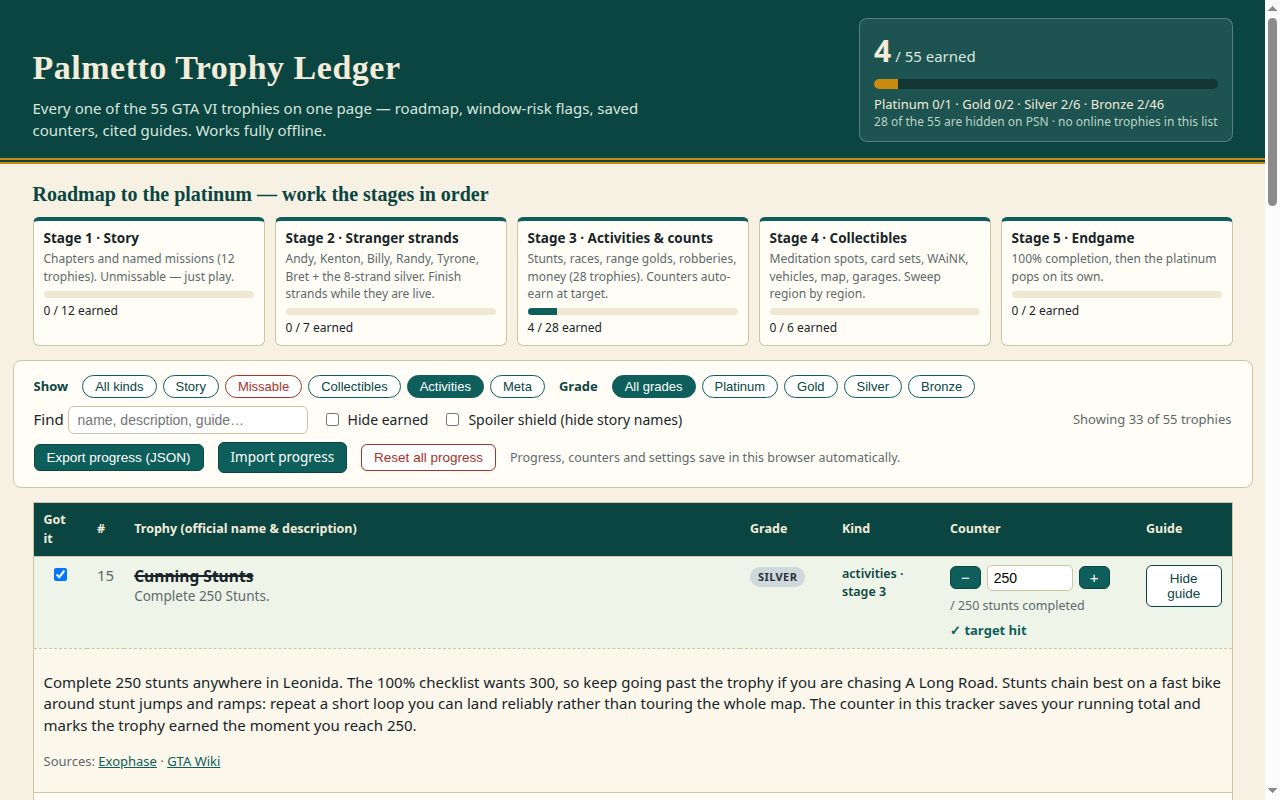 Palmetto Trophy Ledger
Every one of the 55 GTA VI trophies on one page — roadmap, window-risk flags, saved
counters, cited guides. Works fully offline.
4 / 55 earned
Platinum 0/1 · Gold 0/2 · Silver 2/6 · Bronze 2/46
28 of the 55 are hidden on PSN · no online trophies in this list
Roadmap to the platinum — work the stages in order
Stage 1 · Story
Chapters and named missions (12
trophies). Unmissable — just play.
0 / 12 earned
Stage 2 · Stranger strands
Andy, Kenton, Billy, Randy, Tyrone,
Bret + the 8-strand silver. Finish
strands while they are live.
0 / 7 earned
Stage 3 · Activities & counts
Stunts, races, range golds, robberies,
money (28 trophies). Counters auto-
earn at target.
4 / 28 earned
Stage 4 · Collectibles
Meditation spots, card sets, WAiNK,
vehicles, map, garages. Sweep
region by region.
0 / 6 earned
Stage 5 · Endgame
100% completion, then the platinum
pops on its own.
0 / 2 earned
Show All kinds Story Missable Collectibles Activities Meta Grade All grades Platinum Gold Silver Bronze
Find name, description, guide… Hide earned Spoiler shield (hide story names) Showing 33 of 55 trophies
Export progress (JSON) Import progress Reset all progress Progress, counters and settings save in this browser automatically.
Got
it
# Trophy (official name & description) Grade Kind Counter Guide
15 Cunning Stunts
Complete 250 Stunts.
SILVER
activities ·
stage 3
− 250 +
/ 250 stunts completed
✓ target hit
Hide
guide
Complete 250 stunts anywhere in Leonida. The 100% checklist wants 300, so keep going past the trophy if you are chasing A Long Road. Stunts chain best on a fast bike
around stunt jumps and ramps: repeat a short loop you can land reliably rather than touring the whole map. The counter in this tracker saves your running total and
marks the trophy earned the moment you reach 250.
Sources: Exophase · GTA Wiki